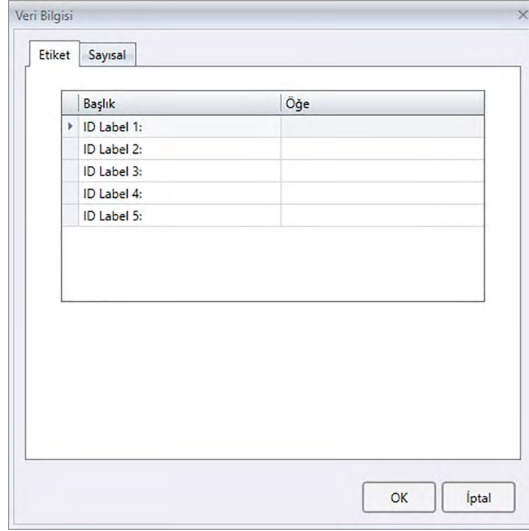 Veri Bilgisi
Etiket Sayısal
Başlık Öğe
ID Label 1:
ID Label 2:
ID Label 3:
ID Label 4:
ID Label 5:
OK İptal